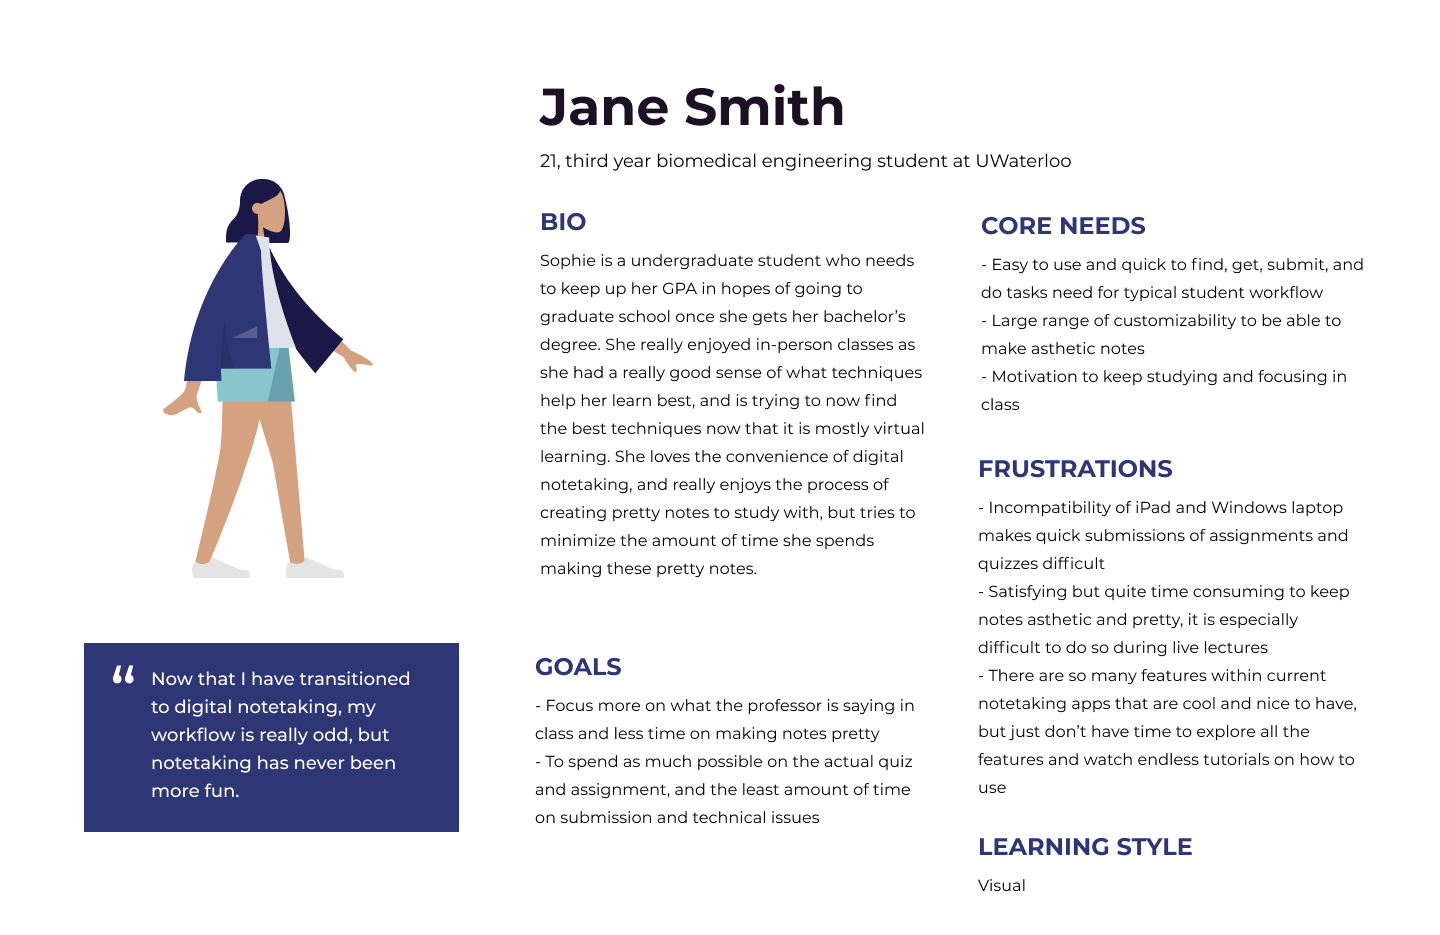 Jane Smith
21, third year biomedical engineering student at UWaterloo
BIO
Sophie is a undergraduate student who needs
to keep up her GPA in hopes of going to
graduate school once she gets her bachelor’s
degree. She really enjoyed in-person classes as
she had a really good sense of what techniques
help her learn best, and is trying to now find
the best techniques now that it is mostly virtual
learning. She loves the convenience of digital
notetaking, and really enjoys the process of
creating pretty notes to study with, but tries to
minimize the amount of time she spends
making these pretty notes.
“ Now that I have transitioned
to digital notetaking, my
workflow is really odd, but
notetaking has never been
more fun.
GOALS
- Focus more on what the professor is saying in
class and less time on making notes pretty
- To spend as much possible on the actual quiz
and assignment, and the least amount of time
on submission and technical issues
CORE NEEDS
- Easy to use and quick to find, get, submit, and
do tasks need for typical student workflow
- Large range of customizability to be able to
make asthetic notes
- Motivation to keep studying and focusing in
class
FRUSTRATIONS
- Incompatibility of iPad and Windows laptop
makes quick submissions of assignments and
quizzes difficult
- Satisfying but quite time consuming to keep
notes asthetic and pretty, it is especially
difficult to do so during live lectures
- There are so many features within current
notetaking apps that are cool and nice to have,
but just don’t have time to explore all the
features and watch endless tutorials on how to
use
LEARNING STYLE
Visual